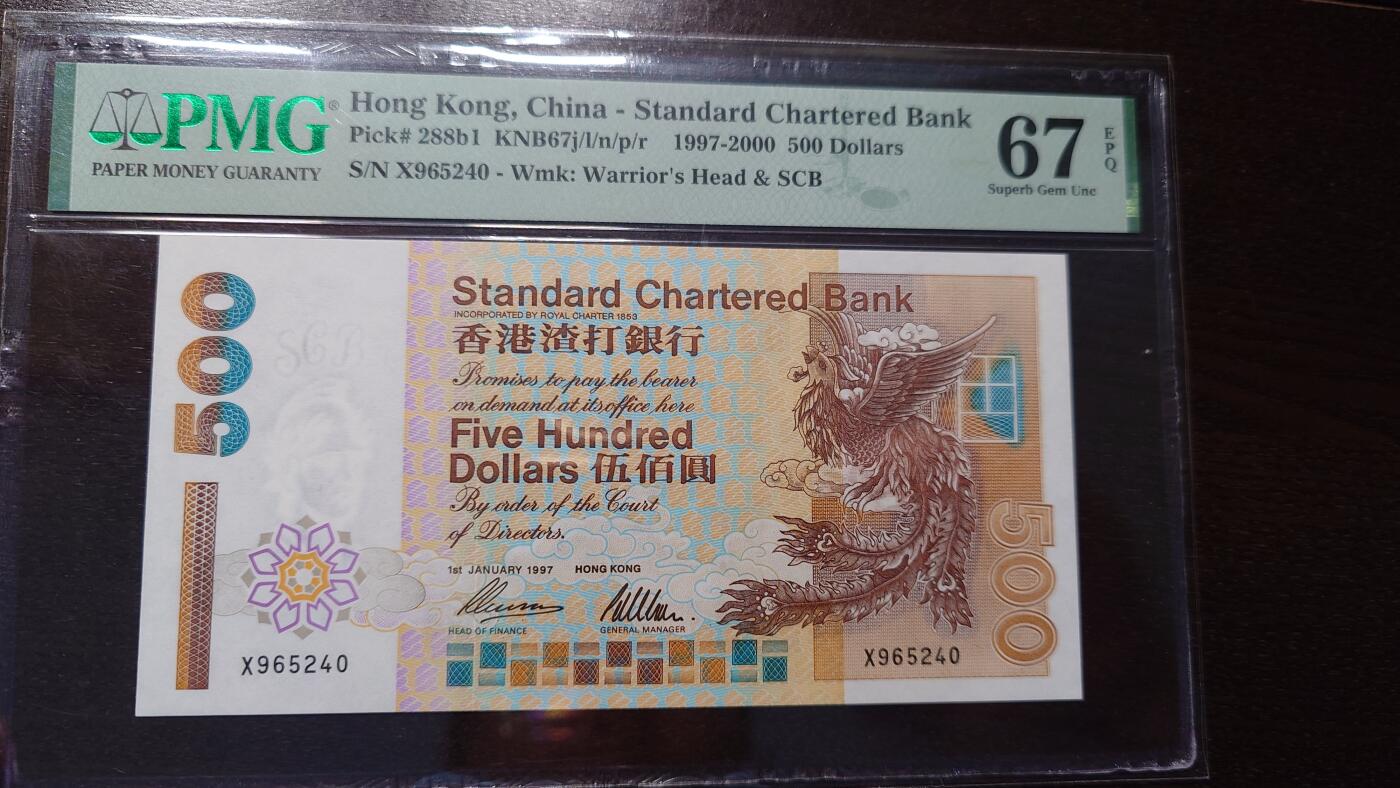 PMG®
PAPER MONEY GUARANTY
Hong Kong, China - Standard Chartered Bank
Pick# 288b1 KNB67j/l/n/p/r 1997-2000 500 Dollars
S/N X965240 - Wmk: Warrior's Head & SCB
67
EPQ
Superb Gem Unc
500
SCB
Standard Chartered Bank
INCORPORATED BY ROYAL CHARTER 1853
香港渣打銀行
Promises to pay the bearer
on demand at its office here
Five Hundred
Dollars 伍佰圓
By order of the Court
of Directors.
1st JANUARY 1997 HONG KONG
HEAD OF FINANCE
GENERAL MANAGER
X965240
X965240
500